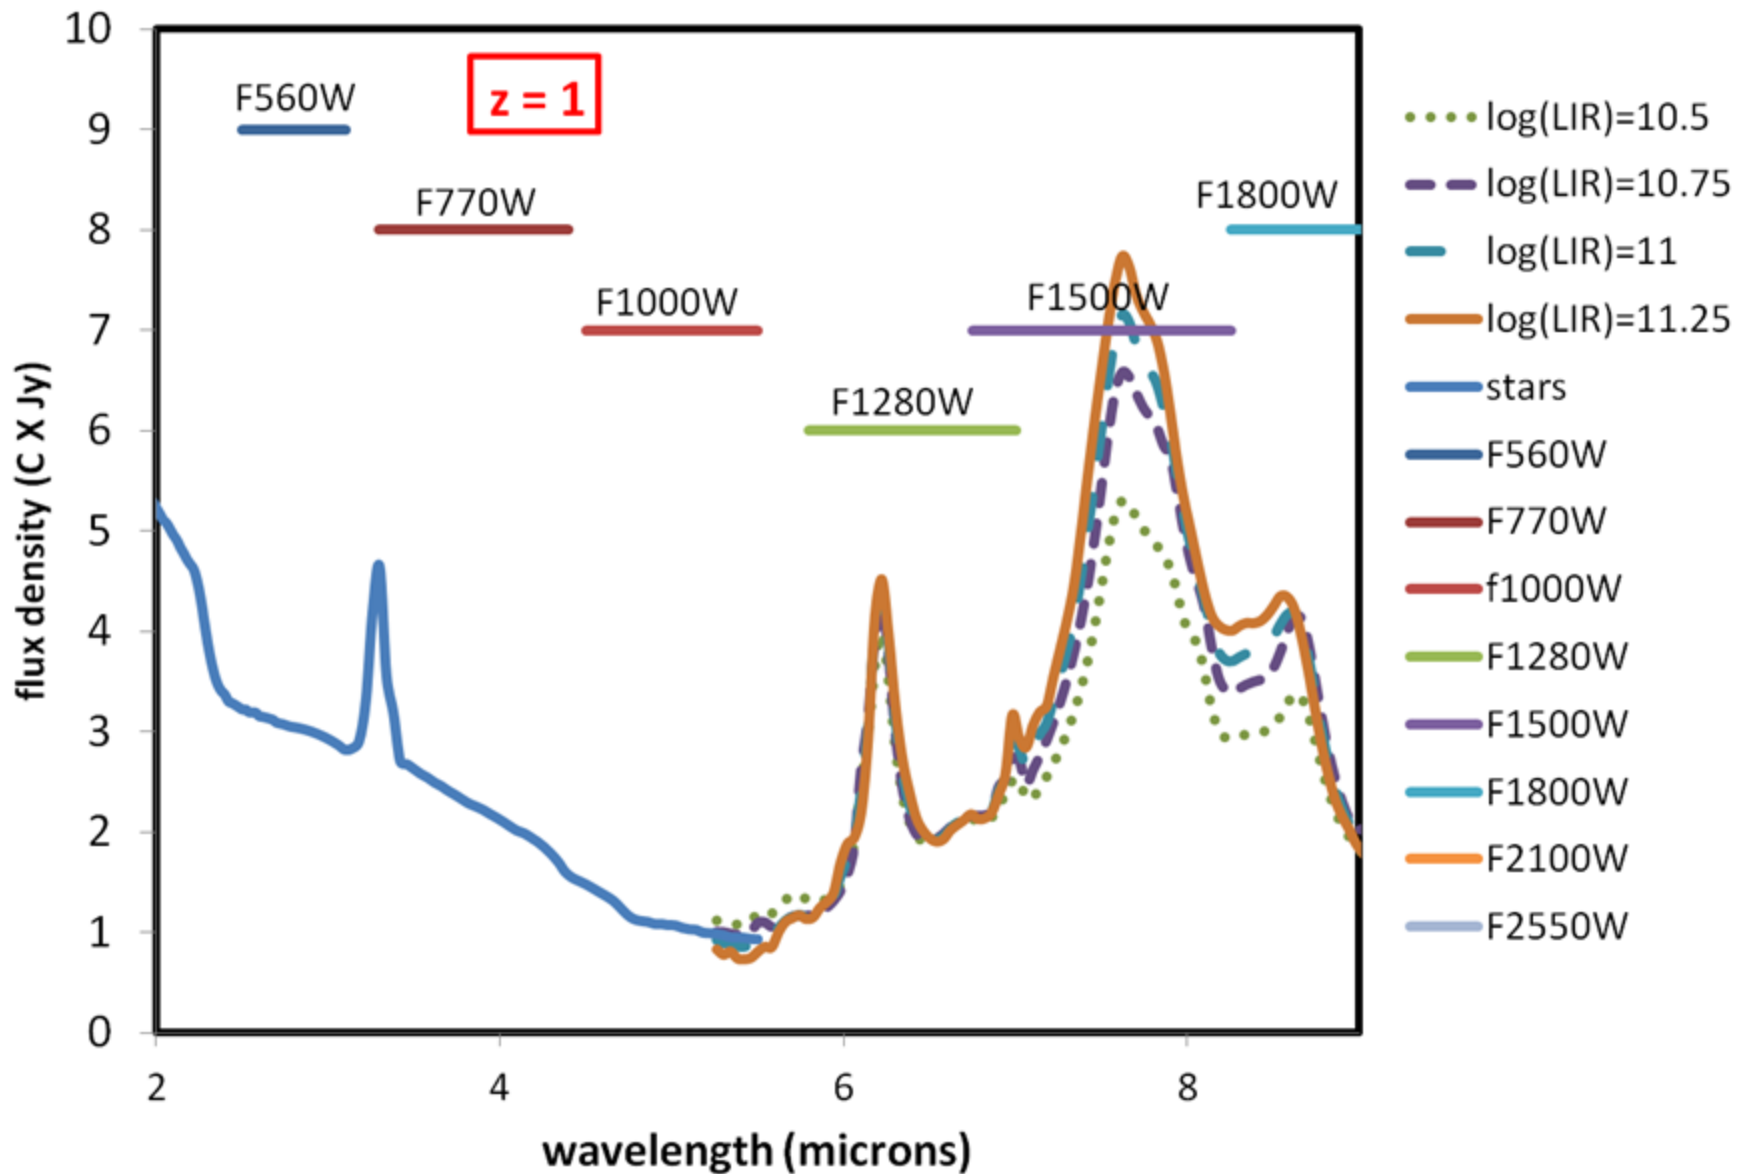 10
9
8
7
6
5
4
3
2
1
0
flux density (C X Jy)
F560W
z = 1
F770W
F1800W
F1000W
F1500W
F1280W
2
4
6
8
wavelength (microns)
log(LIR)=10.5
log(LIR)=10.75
log(LIR)=11
log(LIR)=11.25
stars
F560W
F770W
f1000W
F1280W
F1500W
F1800W
F2100W
F2550W